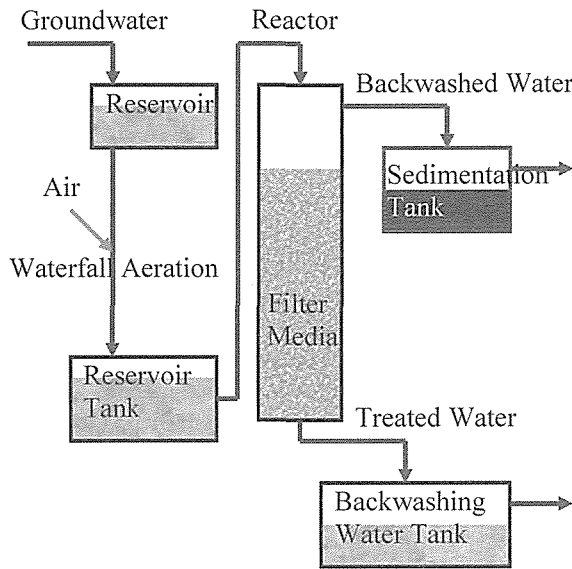 Groundwater
Reactor
Reservoir
Backwashed Water
Sedimentation
Tank
Air
Waterfall Aeration
Filter
Media
Reservoir
Tank
Treated Water
Backwashing
Water Tank